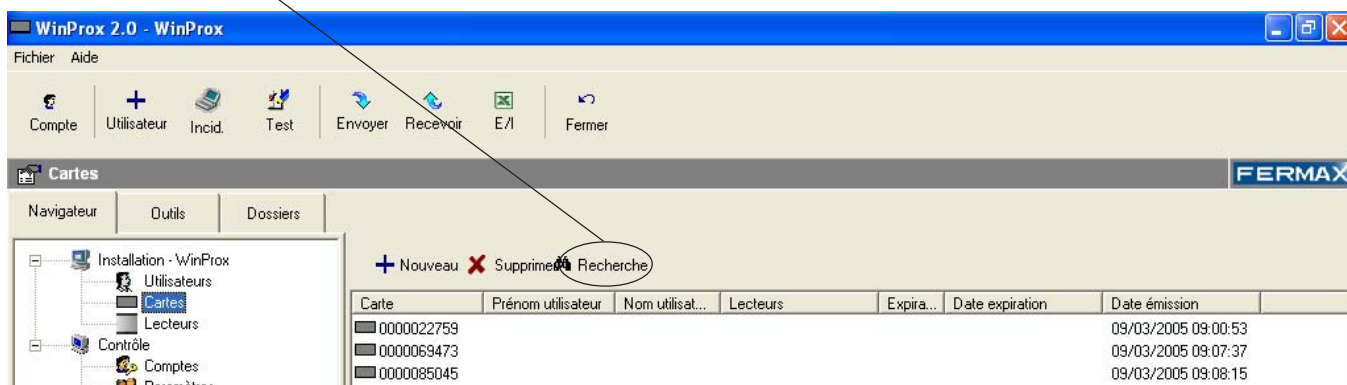 WinProx 2.0 - WinProx
Fichier Aide
Compte Utilisateur Incid. Test Envoyer Recevoir E/I Fermer
Cartes FERMAX
Navigateur Outils Dossiers
Installation - WinProx
Utilisateurs
Cartes
Lecteurs
Contrôle
Comptes
Paramètres
Nouveau Supprimer Recherche
Carte Prénom utilisateur Nom utilisat... Lecteurs Expira... Date expiration Date émission
0000022759 09/03/2005 09:00:53
0000069473 09/03/2005 09:07:37
0000085045 09/03/2005 09:08:15